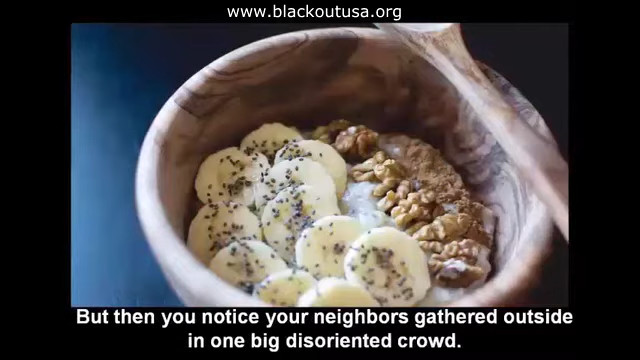 www.blackoutusa.org
But then you notice your neighbors gathered outside
in one big disoriented crowd.